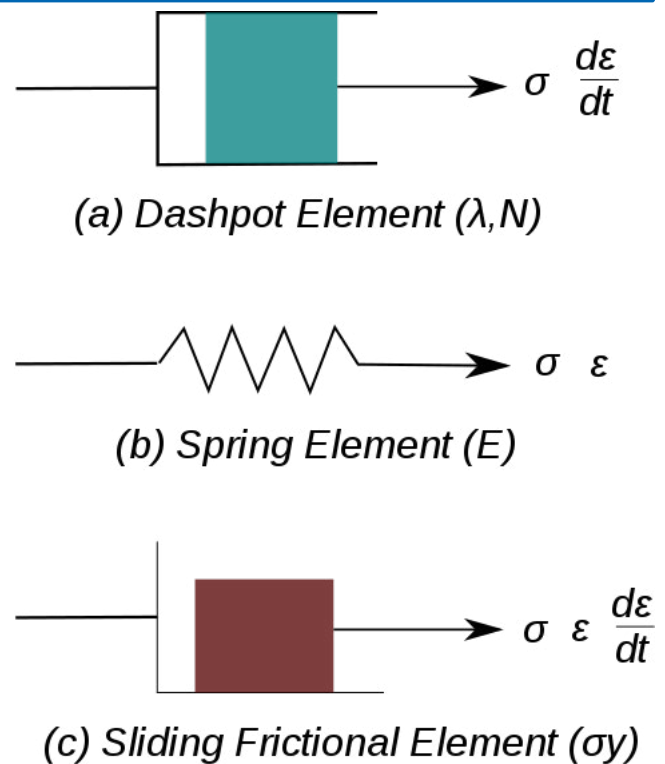 σ dε/dt
(a) Dashpot Element (λ,N)
σ ε
(b) Spring Element (E)
σ ε dε/dt
(c) Sliding Frictional Element (σy)